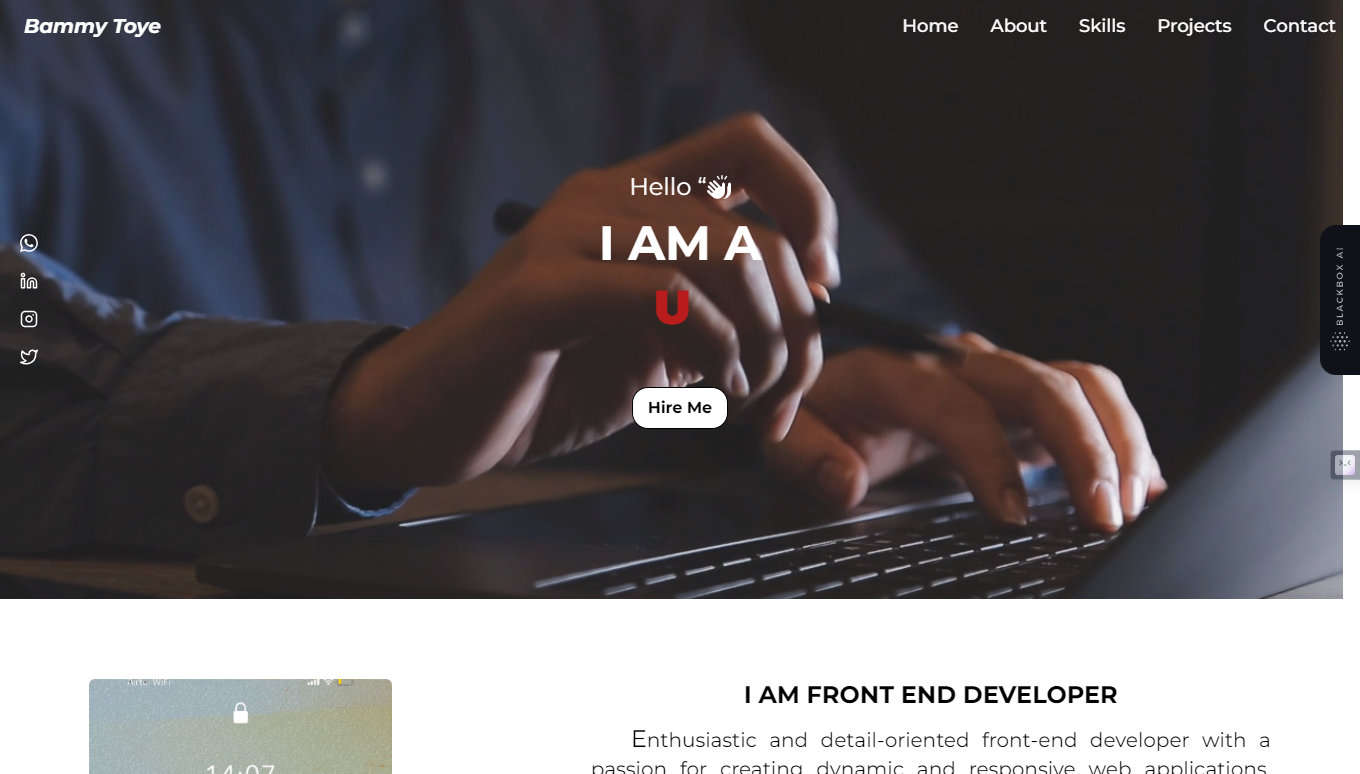 Bammy Toye
Home About Skills Projects Contact
Hello “
I AM A
U
Hire Me
BLACKBOX AI
14:07
I AM FRONT END DEVELOPER
Enthusiastic and detail-oriented front-end developer with a
passion for creating dynamic and responsive web applications.